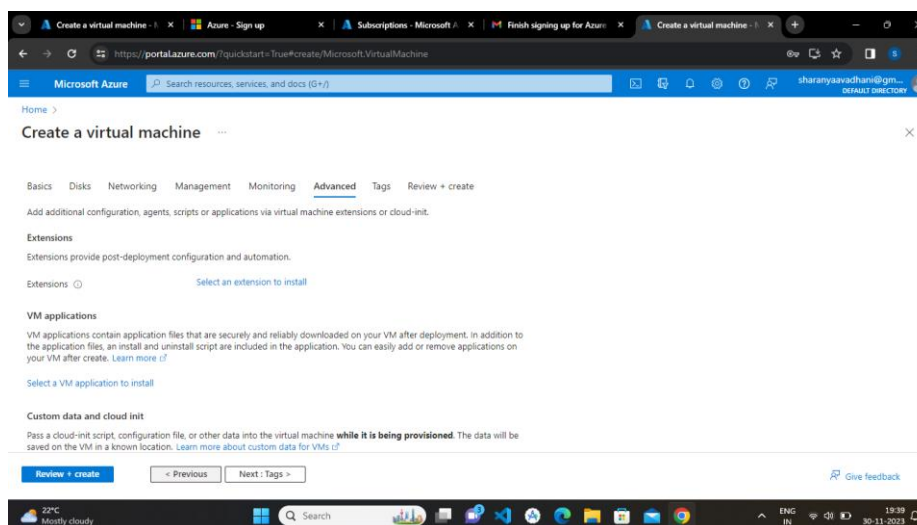 Create a virtual machine - M
Azure - Sign up
Subscriptions - Microsoft A
Finish signing up for Azure
Create a virtual machine - M
https://portal.azure.com/?quickstart=True#create/Microsoft.VirtualMachine
Microsoft Azure
Search resources, services, and docs (G+/)
sharanyaavadhani@gm...
DEFAULT DIRECTORY
Home >
Create a virtual machine ...
Basics Disks Networking Management Monitoring Advanced Tags Review + create
Add additional configuration, agents, scripts or applications via virtual machine extensions or cloud-init.
Extensions
Extensions provide post-deployment configuration and automation.
Extensions
Select an extension to install
VM applications
VM applications contain application files that are securely and reliably downloaded on your VM after deployment. In addition to
the application files, an install and uninstall script are included in the application. You can easily add or remove applications on
your VM after create. Learn more
Select a VM application to install
Custom data and cloud init
Pass a cloud-init script, configuration file, or other data into the virtual machine while it is being provisioned. The data will be
saved on the VM in a known location. Learn more about custom data for VMs
Review + create
< Previous
Next : Tags >
Give feedback
22°C
Mostly cloudy
Search
ENG
IN
19:39
30-11-2023